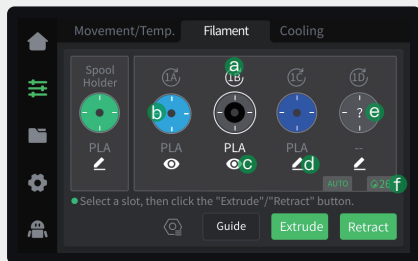 Movement/Temp. Filament Cooling
Spool
Holder
a
1A 1B 1C 1D
b ? e
PLA PLA PLA PLA --
c d
AUTO f
Select a slot, then click the "Extrude"/"Retract" button.
Guide Extrude Retract